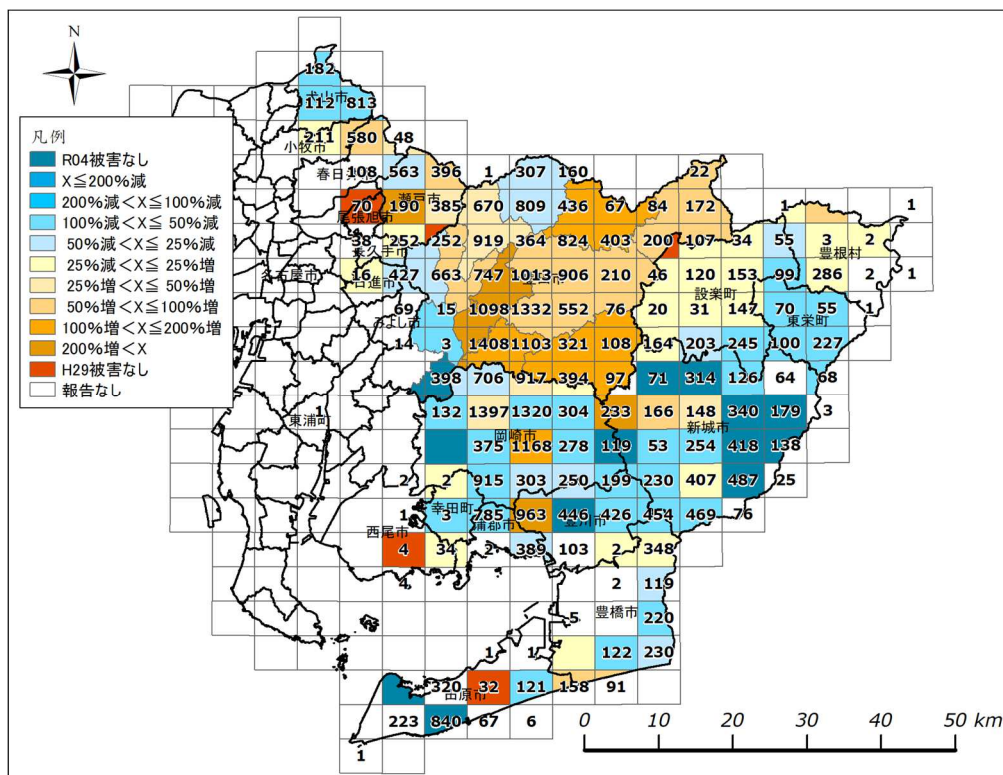 N
182
犬山市
112 813
211 580 48
小牧市
凡例
R04被害なし
X≦200%減
200%減<X≦100%減
100%減<X≦50%減
50%減<X≦25%減
25%減<X≦25%増
25%増<X≦50%増
50%増<X≦100%増
100%増<X≦200%増
200%増<X
H29被害なし
報告なし
108 563 396 1 307 160 22
瀬戸市
70 190 385 670 809 436 67 84 172 1 1
尾張旭市
38 252 252 919 364 824 403 200 107 34 55 3 2
長久手市 豊根村
名古屋市 16 427 663 747 1013 906 210 46 120 153 99 286 2 1
日進市 豊田市 設楽町
69 15 1098 1332 552 76 20 31 147 70 55 1
みよし市 東栄町
14 3 1408 1103 321 108 164 203 245 100 227
398 706 917 394 97 71 314 126 64 68
1 132 1397 1320 304 233 166 148 340 179 3
東浦町 岡崎市 新城市
375 1168 278 119 53 254 418 138
2 2 915 303 250 199 230 407 487 25
幸田町
1 3 785 963 446 426 454 469 76
西尾市 蒲郡市 豊川市
4 34 2 389 103 2 348
4 2 119
豊橋市
5 220
1 1 122 230
320 32 121 158 91
田原市
223 840 67 6
1
0 10 20 30 40 50 km